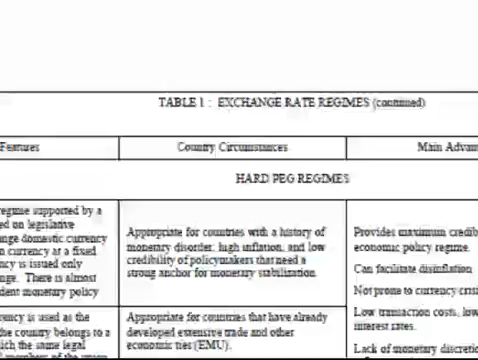 TABLE 1 : EXCHANGE RATE REGIMES (continued)
Features
Country Circumstances
Main Advan
HARD PEG REGIMES
regime supported by a
ed on legislative
nge domestic currency
n currency at a fixed
ncy is issued only
nge. There is almost
dent monetary policy
Appropriate for countries with a history of
monetary disorder, high inflation, and low
credibility of policymakers that need a
strong anchor for monetary stabilization.
Provides maximum credib
economic policy regime.
Can facilitate disinflation
Not prone to currency crisi
rency is used as the
the country belongs to a
hich the same legal
members of the union
Appropriate for countries that have already
developed extensive trade and other
economic ties (EMU).
Low transaction costs, low
interest rates.
Lack of monetary discretio